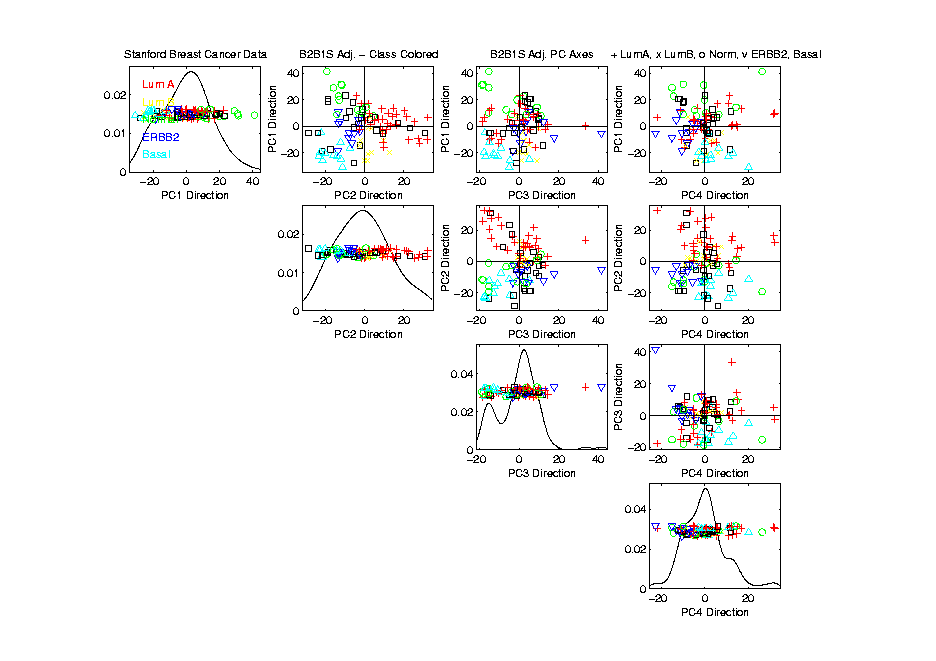 Stanford Breast Cancer Data
B2B1S Adj. - Class Colored
B2B1S Adj. PC Axes
+ LumA, x LumB, o Norm, v ERBB2, Basal
Lum A
ERBB2
Basal
0.02
0.01
0
-20 0 20 40
PC1 Direction
PC1 Direction
40
20
0
-20
-20 0 20
PC2 Direction
PC1 Direction
40
20
0
-20
-20 0 20 40
PC3 Direction
PC1 Direction
40
20
0
-20
-20 0 20
PC4 Direction
0.02
0.01
0
-20 0 20
PC2 Direction
PC2 Direction
20
0
-20
-20 0 20 40
PC3 Direction
PC2 Direction
20
0
-20
-20 0 20
PC4 Direction
0.04
0.02
0
-20 0 20 40
PC3 Direction
PC3 Direction
40
20
0
-20
-20 0 20
PC4 Direction
0.04
0.02
0
-20 0 20
PC4 Direction